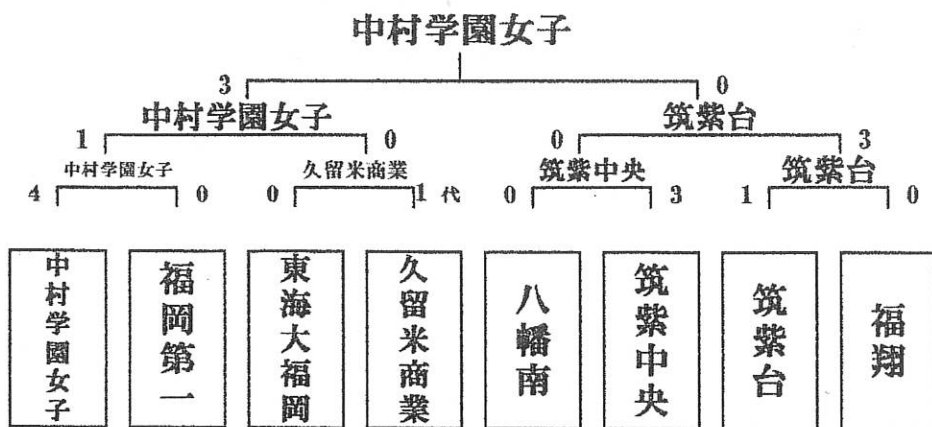 中村学園女子
3 0
中村学園女子 筑紫台
1 0 0 3
中村学園女子 久留米商業 筑紫中央 筑紫台
4 0 0 1 代 0 3 1 0
中村学園女子
福岡第一
東海大福岡
久留米商業
八幡南
筑紫中央
筑紫台
福翔